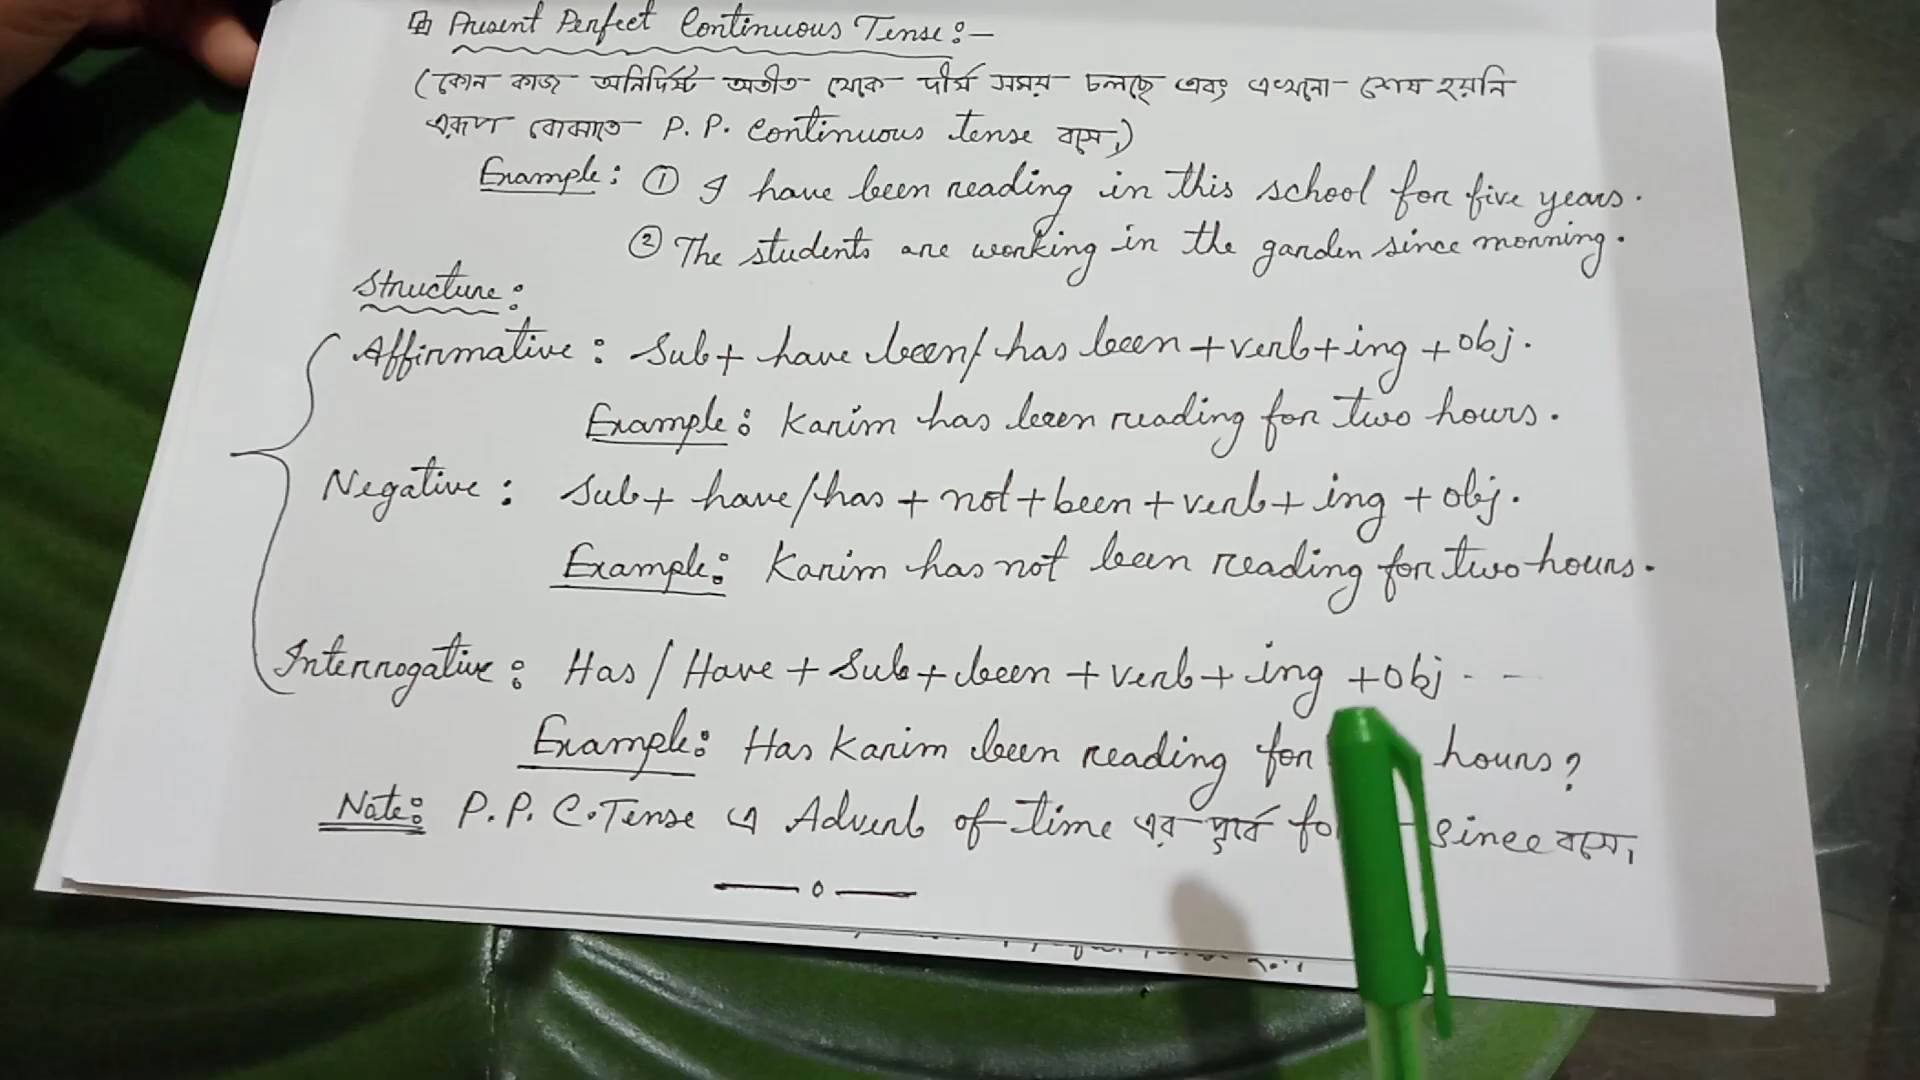 Present Perfect Continuous Tense:-
(কোন কাজ অনির্দিষ্ট অতীত থেকে দীর্ঘ সময় চলছে এবং এখনো শেষ হয়নি
এরূপ বোঝাতে P.P. Continuous tense বসে।)
Example: ① I have been reading in this school for five years.
② The students are working in the garden since morning.
Structure:
Affirmative: Sub + have been/has been + verb + ing + obj.
Example: Karim has been reading for two hours.
Negative: Sub + have/has + not + been + verb + ing + obj.
Example: Karim has not been reading for two hours.
Interrogative: Has/Have + Sub + been + verb + ing + obj - -
Example: Has Karim been reading for hours?
Note: P.P.C. Tense এ Adverb of time এর পূর্বে since বসে।